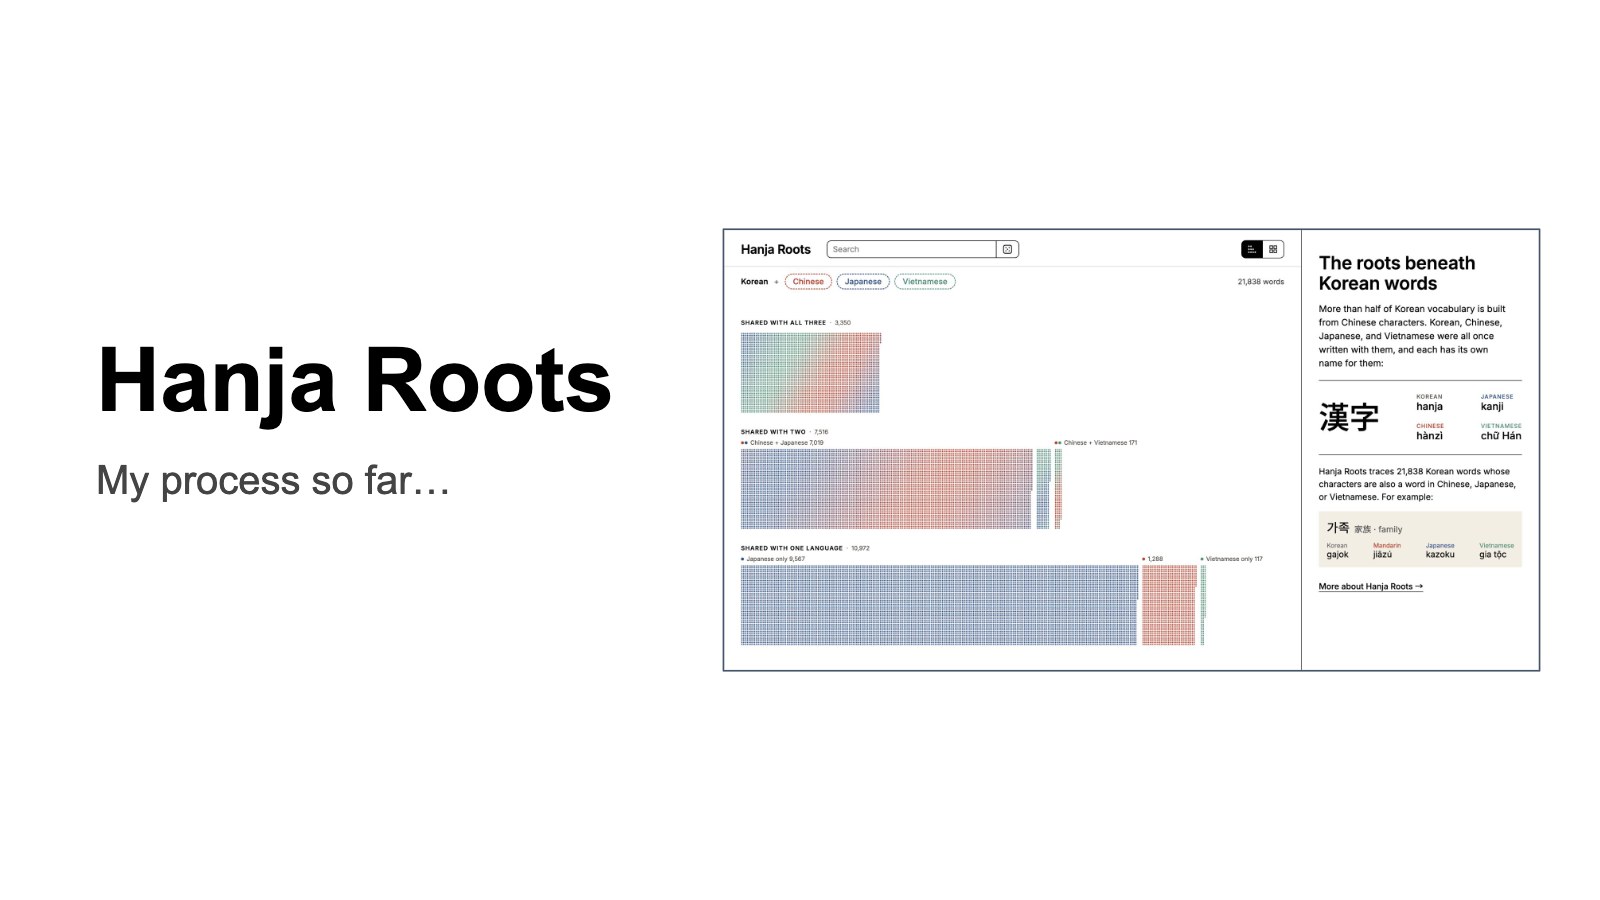 Hanja Roots
My process so far…
Hanja Roots
Search
Korean + Chinese Japanese Vietnamese
21,838 words
SHARED WITH ALL THREE · 3,350
SHARED WITH TWO · 7,516
Chinese + Japanese 7,019
Chinese + Vietnamese 171
SHARED WITH ONE LANGUAGE · 10,972
Japanese only 9,567
1,288
Vietnamese only 117
The roots beneath
Korean words
More than half of Korean vocabulary is built
from Chinese characters. Korean, Chinese,
Japanese, and Vietnamese were all once
written with them, and each has its own
name for them:
漢字
KOREAN
hanja
JAPANESE
kanji
CHINESE
hànzì
VIETNAMESE
chữ Hán
Hanja Roots traces 21,838 Korean words whose
characters are also a word in Chinese, Japanese,
or Vietnamese. For example:
가족 家族 · family
Korean
gajok
Mandarin
jiāzú
Japanese
kazoku
Vietnamese
gia tộc
More about Hanja Roots →